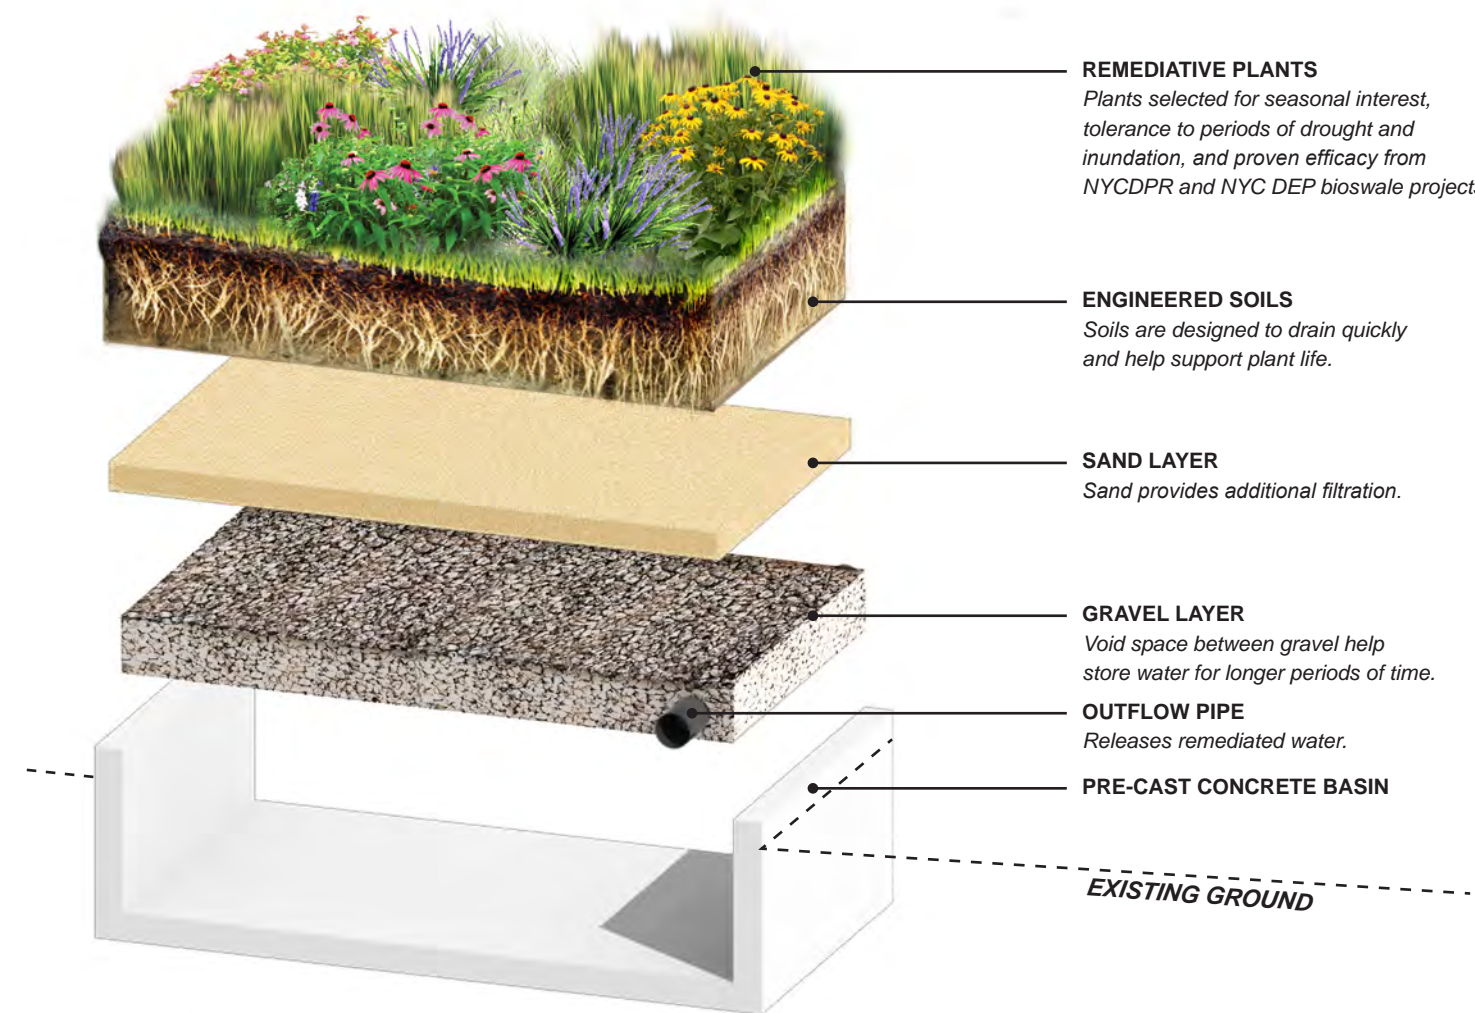 REMEDIATIVE PLANTS
Plants selected for seasonal interest,
tolerance to periods of drought and
inundation, and proven efficacy from
NYCDPR and NYC DEP bioswale projects
ENGINEERED SOILS
Soils are designed to drain quickly
and help support plant life.
SAND LAYER
Sand provides additional filtration.
GRAVEL LAYER
Void space between gravel help
store water for longer periods of time.
OUTFLOW PIPE
Releases remediated water.
PRE-CAST CONCRETE BASIN
EXISTING GROUND